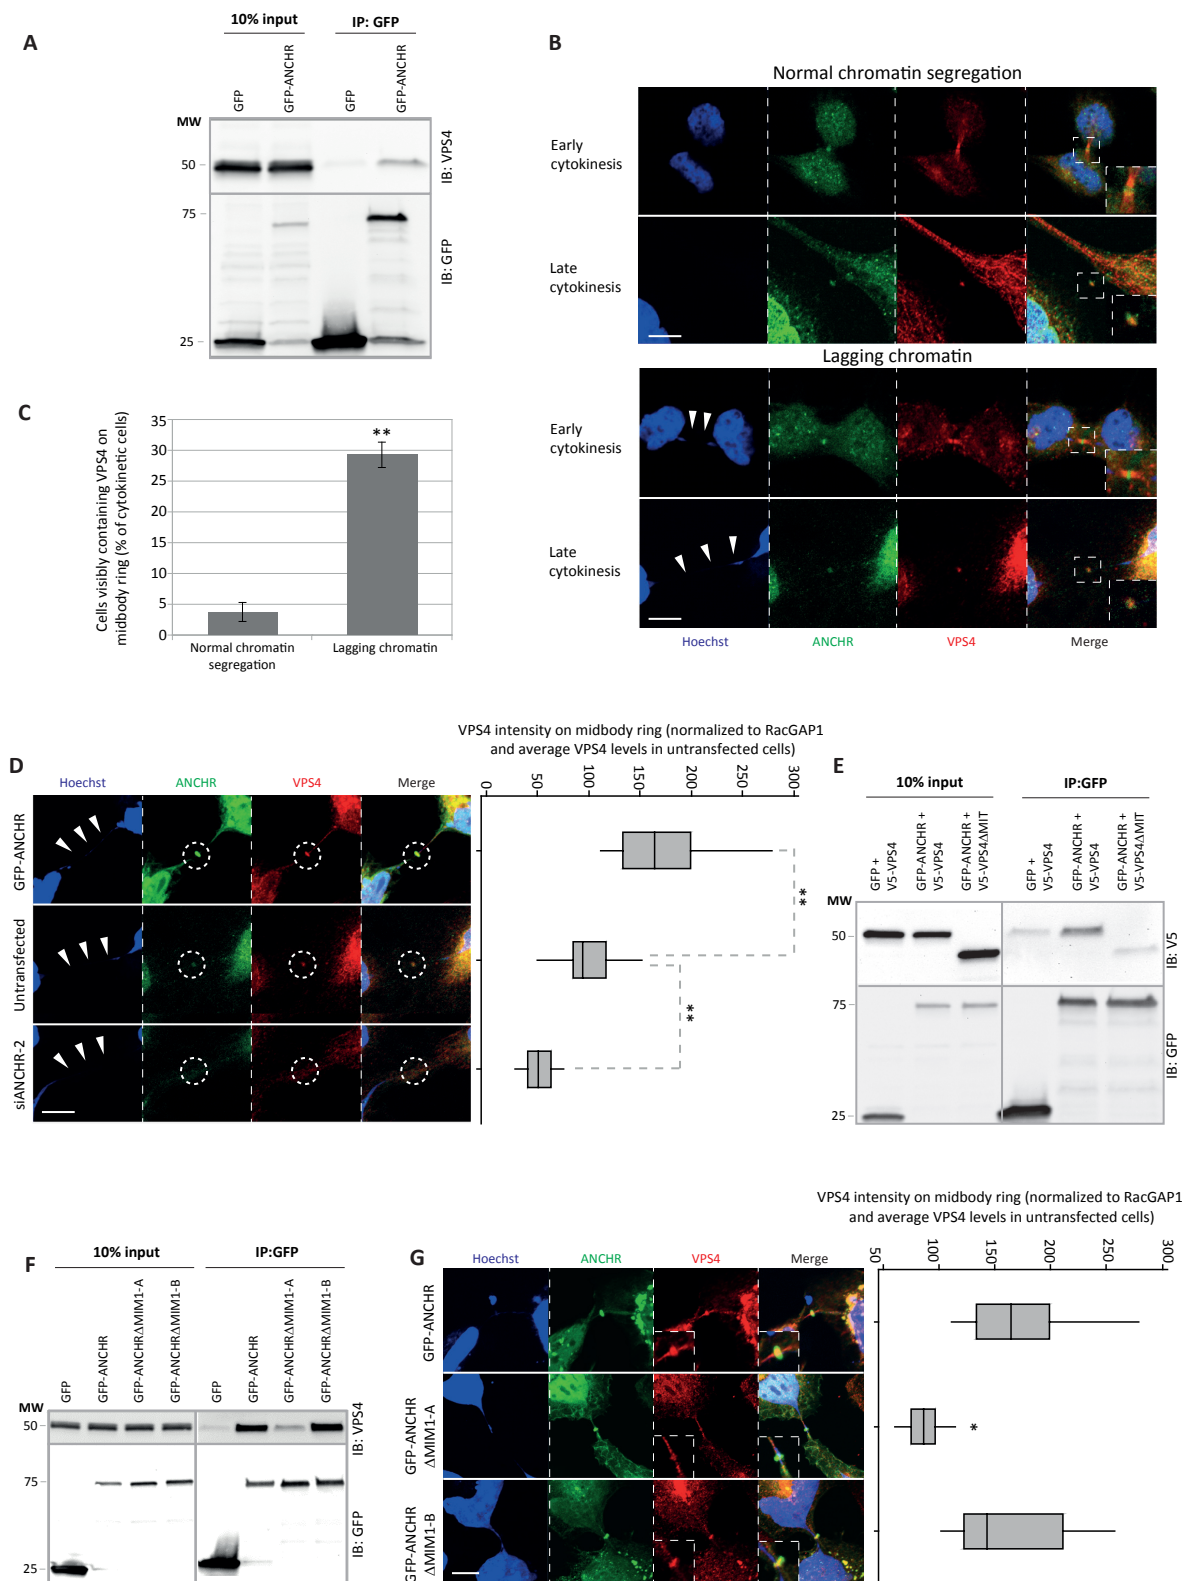 A
10% input
IP: GFP
GFP
GFP-ANCHR
GFP
GFP-ANCHR
MW
50
75
25
IB: VPS4
IB: GFP
B
Normal chromatin segregation
Early
cytokinesis
Late
cytokinesis
Lagging chromatin
Early
cytokinesis
Late
cytokinesis
Hoechst
ANCHR
VPS4
Merge
C
Cells visibly containing VPS4 on
midbody ring (% of cytokinetic cells)
35
30
25
20
15
10
5
0
**
Normal chromatin
segregation
Lagging chromatin
D
Hoechst
ANCHR
VPS4
Merge
GFP-ANCHR
Untransfected
siANCHR-2
VPS4 intensity on midbody ring (normalized to RacGAP1
and average VPS4 levels in untransfected cells)
0
50
100
150
200
250
300
**
**
E
10% input
IP:GFP
GFP +
V5-VPS4
GFP-ANCHR +
V5-VPS4
GFP-ANCHR +
V5-VPS4ΔMIT
GFP +
V5-VPS4
GFP-ANCHR +
V5-VPS4
GFP-ANCHR +
V5-VPS4ΔMIT
MW
50
75
25
IB: V5
IB: GFP
F
10% input
IP:GFP
GFP
GFP-ANCHR
GFP-ANCHRΔMIM1-A
GFP-ANCHRΔMIM1-B
GFP
GFP-ANCHR
GFP-ANCHRΔMIM1-A
GFP-ANCHRΔMIM1-B
MW
50
75
25
IB: VPS4
IB: GFP
G
Hoechst
ANCHR
VPS4
Merge
GFP-ANCHR
GFP-ANCHR
ΔMIM1-A
GFP-ANCHR
ΔMIM1-B
VPS4 intensity on midbody ring (normalized to RacGAP1
and average VPS4 levels in untransfected cells)
50
100
150
200
250
300
*